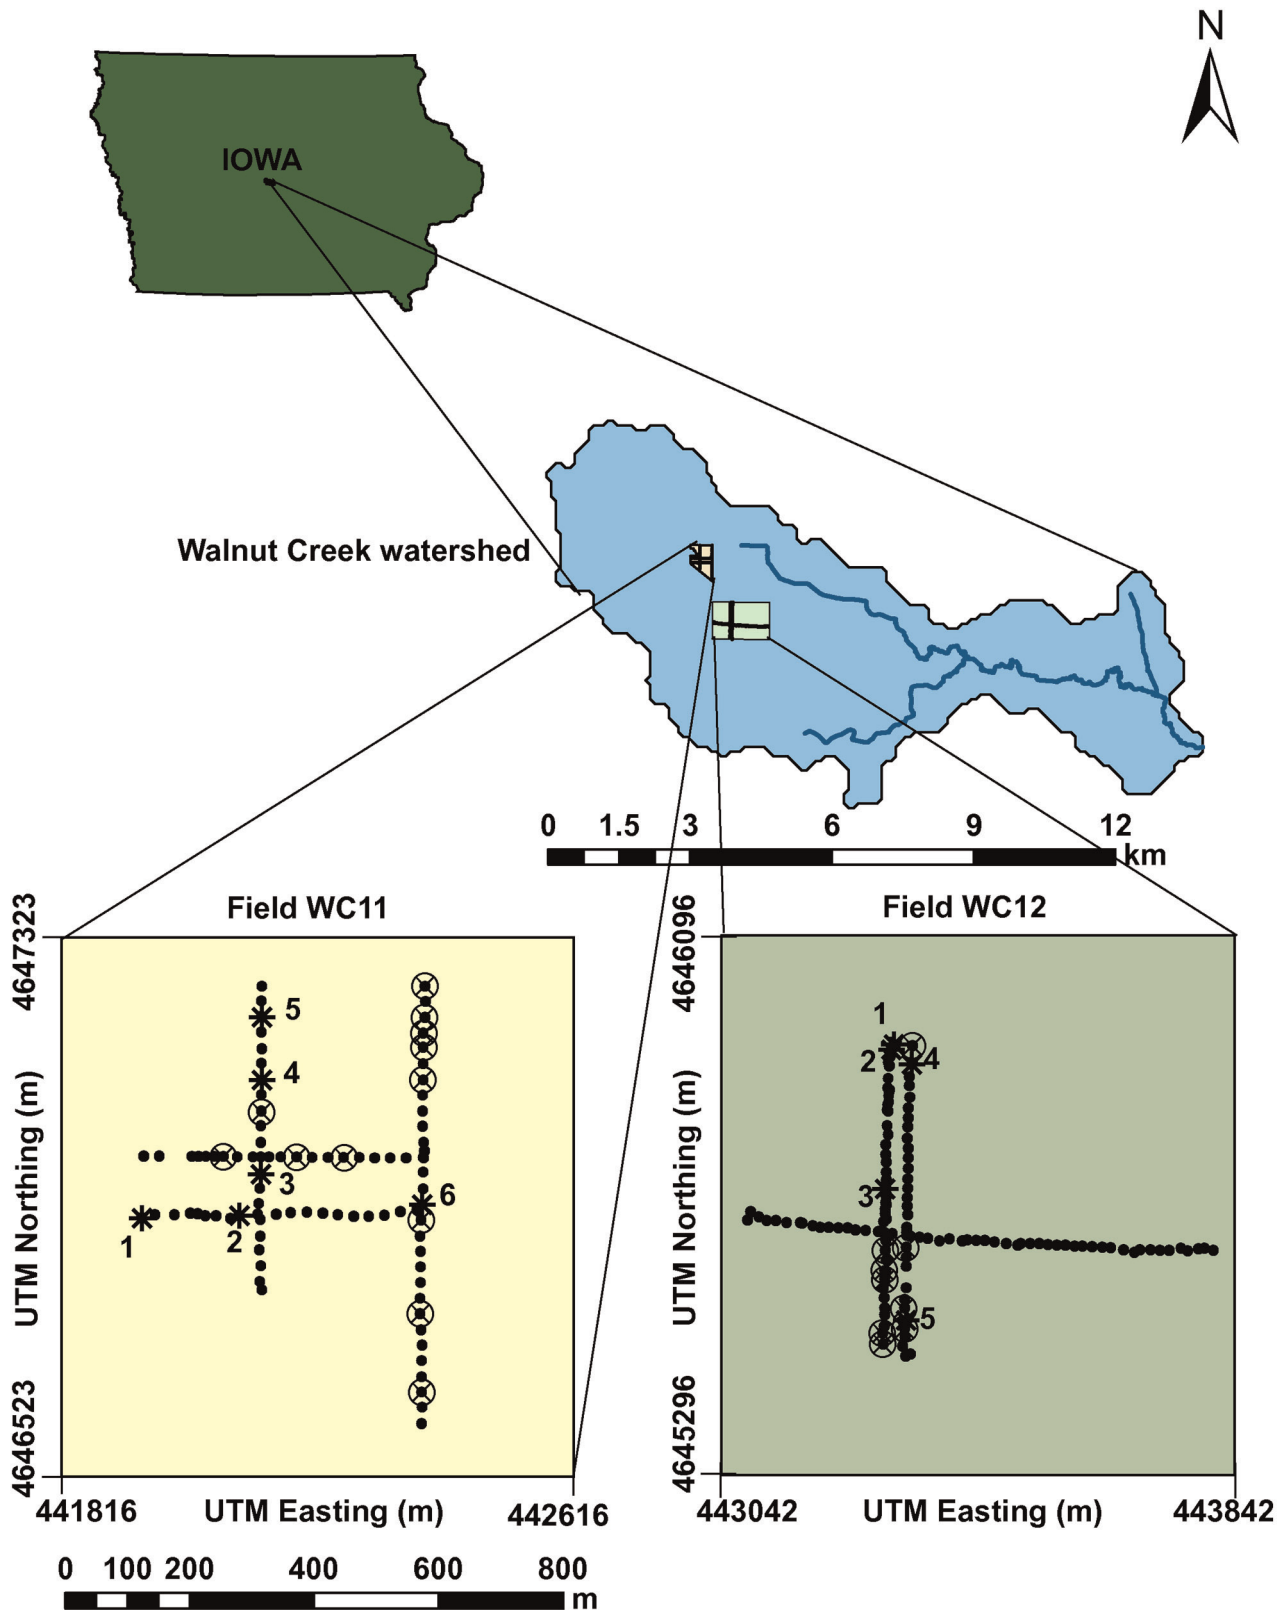 N
IOWA
Walnut Creek watershed
0 1.5 3 6 9 12
km
Field WC11
Field WC12
4647323
UTM Northing (m)
4646523
5
4
3
6
1
2
441816 UTM Easting (m) 442616
4646096
UTM Northing (m)
4645296
1
2
4
3
5
443042 UTM Easting (m) 443842
0 100 200 400 600 800
m